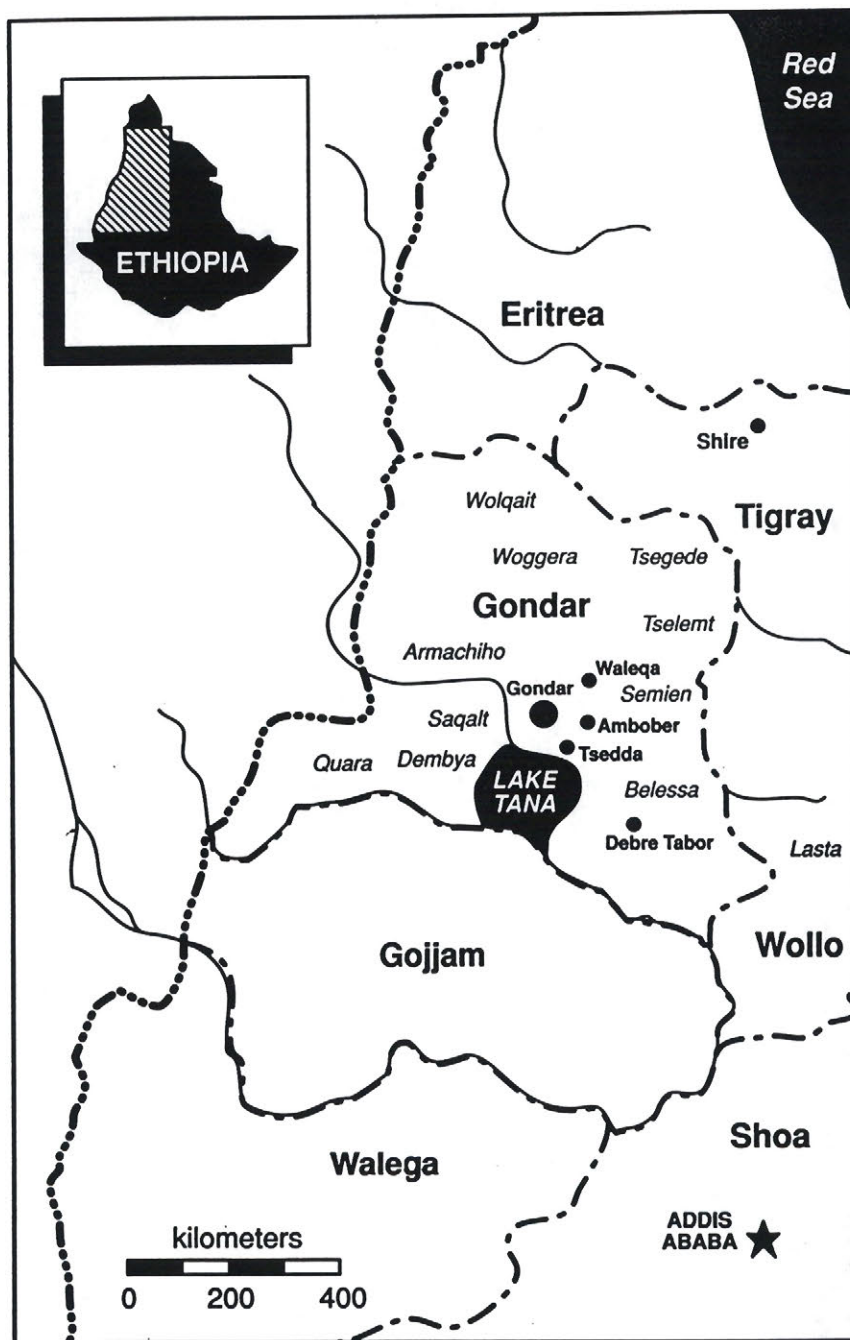 Red
Sea
ETHIOPIA
Eritrea
Shire
Tigray
Wolqait
Woggera
Tsegede
Gondar
Tselemt
Armachiho
Waleqa
Gondar
Semien
Saqalt
Ambober
Tsedda
Quara
Dembya
LAKE
TANA
Belessa
Debre Tabor
Lasta
Gojjam
Wollo
Walega
Shoa
ADDIS
ABABA
kilometers
0 200 400